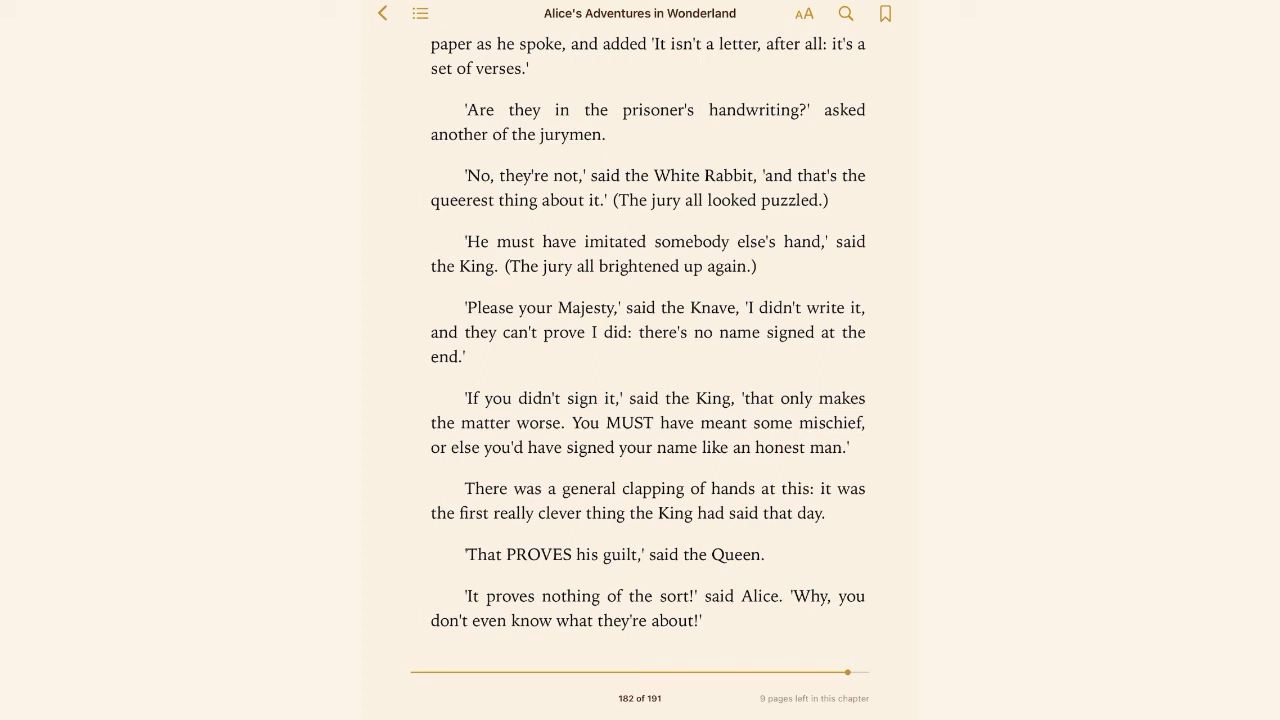 Alice's Adventures in Wonderland
AA
paper as he spoke, and added 'It isn't a letter, after all: it's a
set of verses.'
'Are they in the prisoner's handwriting?' asked
another of the jurymen.
'No, they're not,' said the White Rabbit, 'and that's the
queerest thing about it.' (The jury all looked puzzled.)
'He must have imitated somebody else's hand,' said
the King. (The jury all brightened up again.)
'Please your Majesty,' said the Knave, 'I didn't write it,
and they can't prove I did: there's no name signed at the
end.'
'If you didn't sign it,' said the King, 'that only makes
the matter worse. You MUST have meant some mischief,
or else you'd have signed your name like an honest man.'
There was a general clapping of hands at this: it was
the first really clever thing the King had said that day.
'That PROVES his guilt,' said the Queen.
'It proves nothing of the sort!' said Alice. 'Why, you
don't even know what they're about!'
182 of 191
9 pages left in this chapter